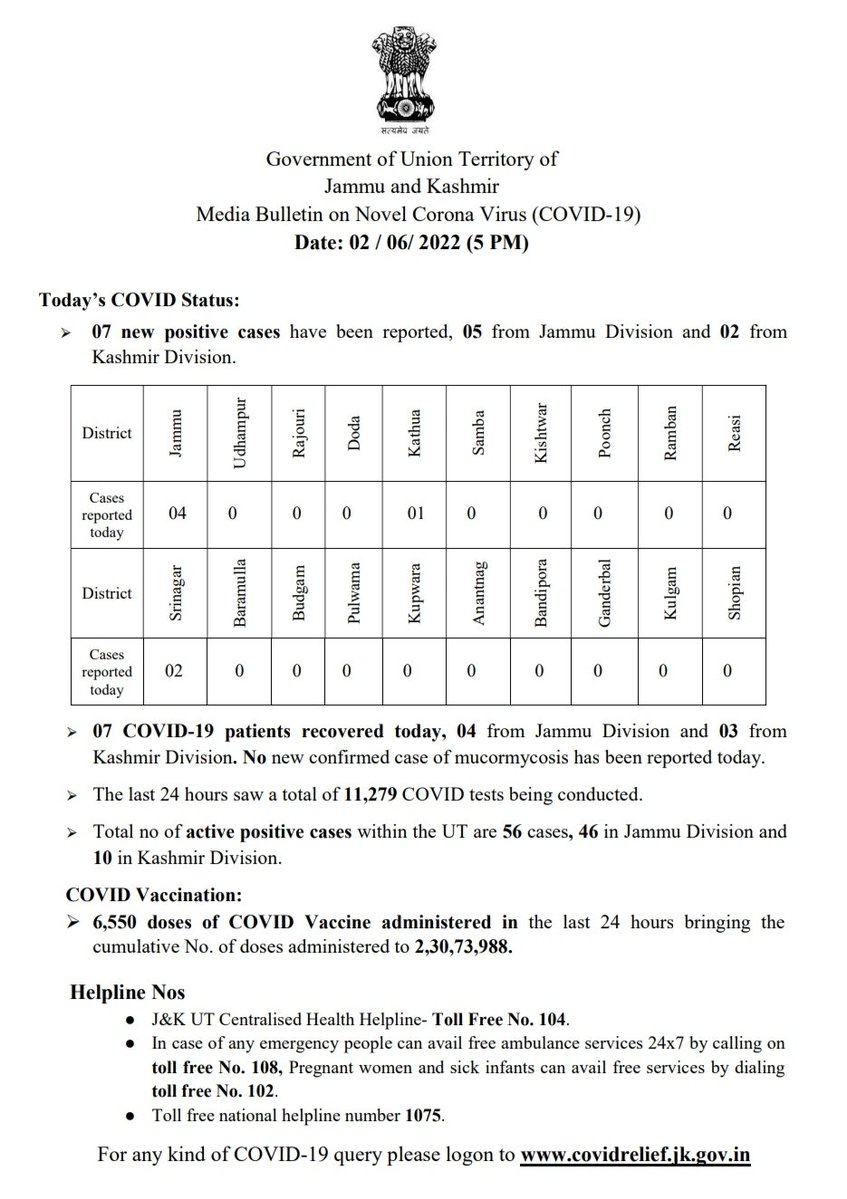 सत्यमेव जयते
Government of Union Territory of
Jammu and Kashmir
Media Bulletin on Novel Corona Virus (COVID-19)
Date: 02 / 06/ 2022 (5 PM)
Today’s COVID Status:
➢ 07 new positive cases have been reported, 05 from Jammu Division and 02 from
Kashmir Division.
District Jammu Udhampur Rajouri Doda Kathua Samba Kishtwar Poonch Ramban Reasi
Cases
reported
today 04 0 0 0 01 0 0 0 0 0
District Srinagar Baramulla Budgam Pulwama Kupwara Anantnag Bandipora Ganderbal Kulgam Shopian
Cases
reported
today 02 0 0 0 0 0 0 0 0 0
➢ 07 COVID-19 patients recovered today, 04 from Jammu Division and 03 from
Kashmir Division. No new confirmed case of mucormycosis has been reported today.
➢ The last 24 hours saw a total of 11,279 COVID tests being conducted.
➢ Total no of active positive cases within the UT are 56 cases, 46 in Jammu Division and
10 in Kashmir Division.
COVID Vaccination:
➢ 6,550 doses of COVID Vaccine administered in the last 24 hours bringing the
cumulative No. of doses administered to 2,30,73,988.
Helpline Nos
● J&K UT Centralised Health Helpline- Toll Free No. 104.
● In case of any emergency people can avail free ambulance services 24x7 by calling on
toll free No. 108, Pregnant women and sick infants can avail free services by dialing
toll free No. 102.
● Toll free national helpline number 1075.
For any kind of COVID-19 query please logon to www.covidrelief.jk.gov.in